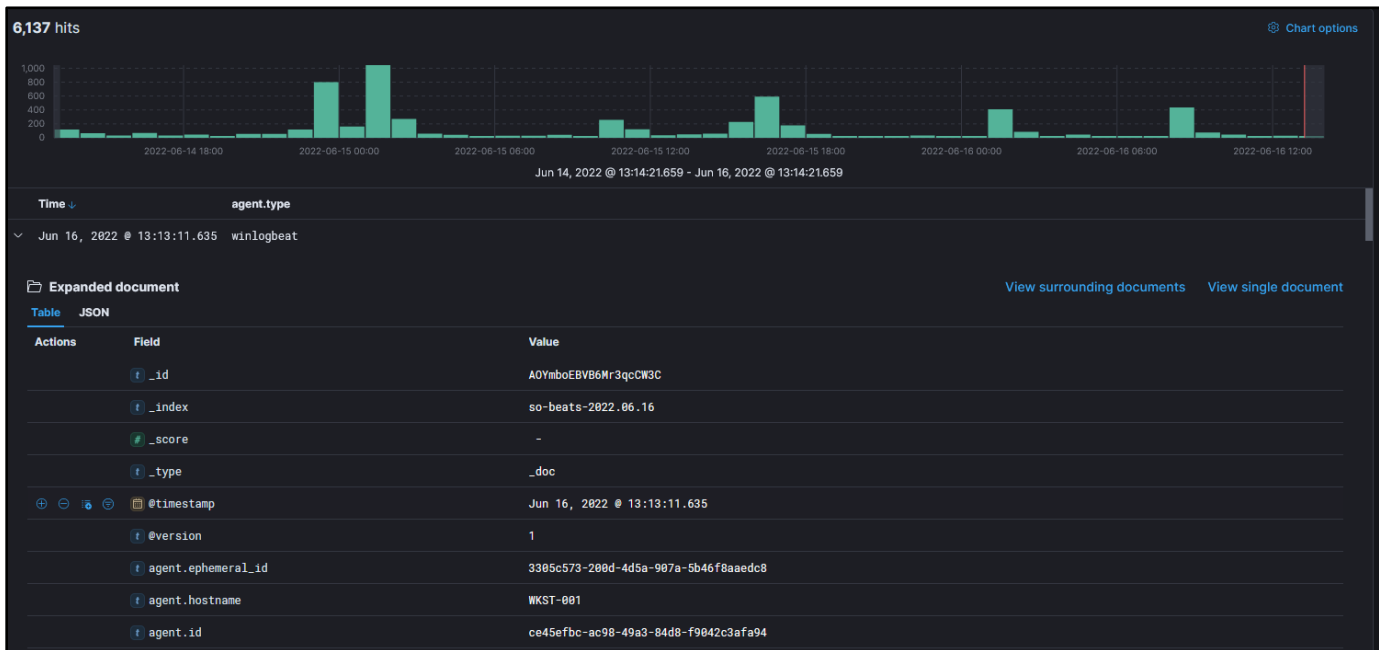 6,137 hits
Chart options
1,000
800
600
400
200
0
2022-06-14 18:00 2022-06-15 00:00 2022-06-15 06:00 2022-06-15 12:00 2022-06-15 18:00 2022-06-16 00:00 2022-06-16 06:00 2022-06-16 12:00
Jun 14, 2022 @ 13:14:21.659 - Jun 16, 2022 @ 13:14:21.659
Time agent.type
Jun 16, 2022 @ 13:13:11.635 winlogbeat
Expanded document View surrounding documents View single document
Table JSON
Actions Field Value
t _id AOYmboEBVB6Mr3qcCW3C
t _index so-beats-2022.06.16
# _score -
t _type _doc
@timestamp Jun 16, 2022 @ 13:13:11.635
t @version 1
t agent.ephemeral_id 3305c573-200d-4d5a-907a-5b46f8aaedc8
t agent.hostname WKST-001
t agent.id ce45efbc-ac98-49a3-84d8-f9042c3afa94